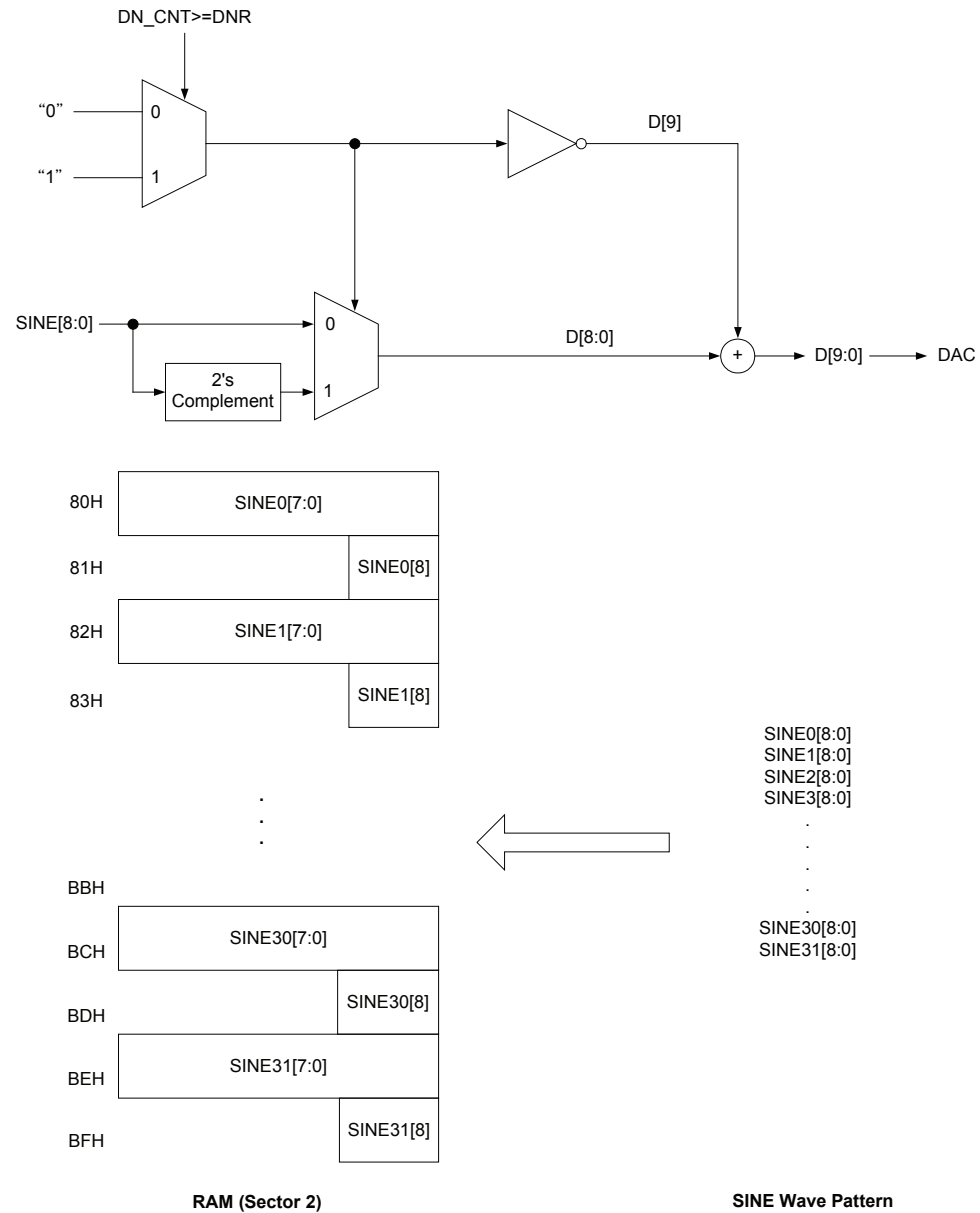 DN_CNT>=DNR
“0”
0
“1”
1
D[9]
SINE[8:0]
0
2's
Complement
1
D[8:0]
+
D[9:0]
DAC
80H
SINE0[7:0]
81H
SINE0[8]
82H
SINE1[7:0]
83H
SINE1[8]
.
.
.
BBH
BCH
SINE30[7:0]
BDH
SINE30[8]
BEH
SINE31[7:0]
BFH
SINE31[8]
RAM (Sector 2)
SINE0[8:0]
SINE1[8:0]
SINE2[8:0]
SINE3[8:0]
.
.
.
.
.
SINE30[8:0]
SINE31[8:0]
SINE Wave Pattern